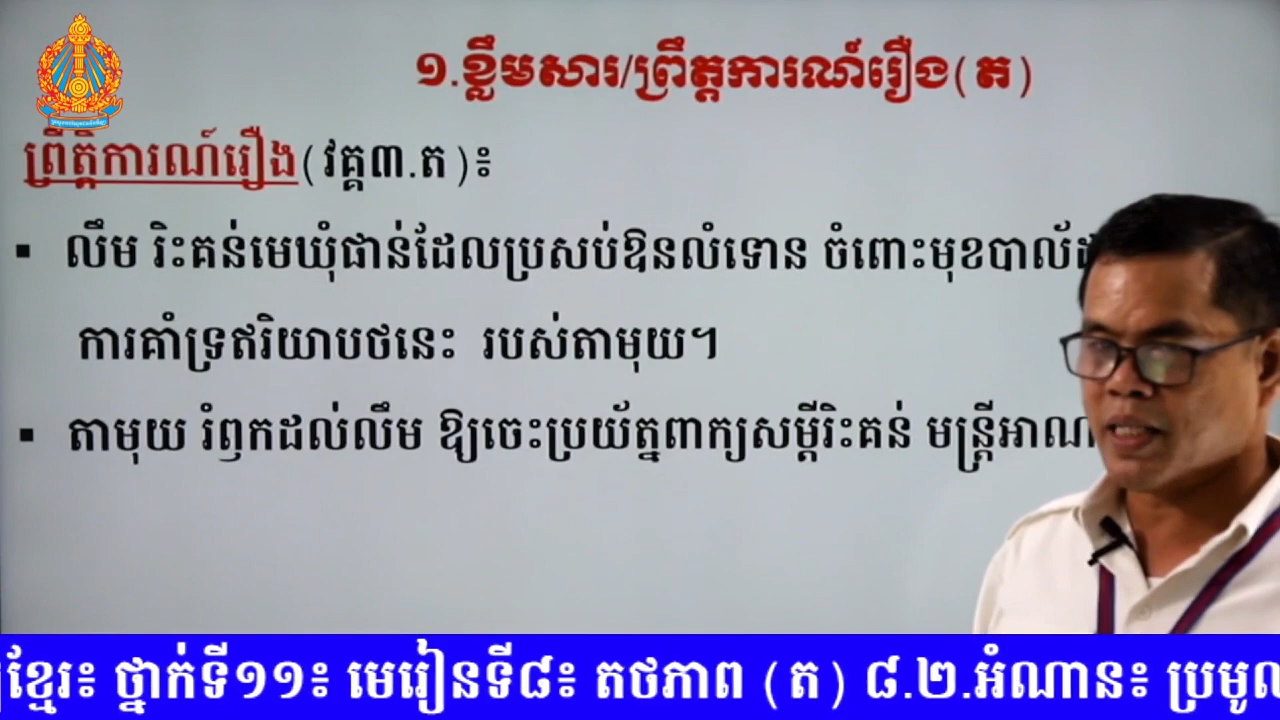 ១.ខ្លឹមសារ/ព្រឹត្តការណ៍រឿង(ត)
ព្រឹត្តិការណ៍រឿង(វគ្គ៣.ត)៖
▪ លឹម រិះគន់មេឃុំផាន់ដែលប្រសប់ឱនលំទោន ចំពោះមុខបាល័ដ
ការគាំទ្រឥរិយាបថនេះ របស់តាមុយ។
▪ តាមុយ រំឭកដល់លឹម ឱ្យចេះប្រយ័ត្នពាក្យសម្តីរិះគន់ មន្ត្រីអាណ
ខ្មែរ៖ ថ្នាក់ទី១១៖ មេរៀនទី៨៖ តថភាព (ត) ៨.២.អំណាន៖ ប្រមូល